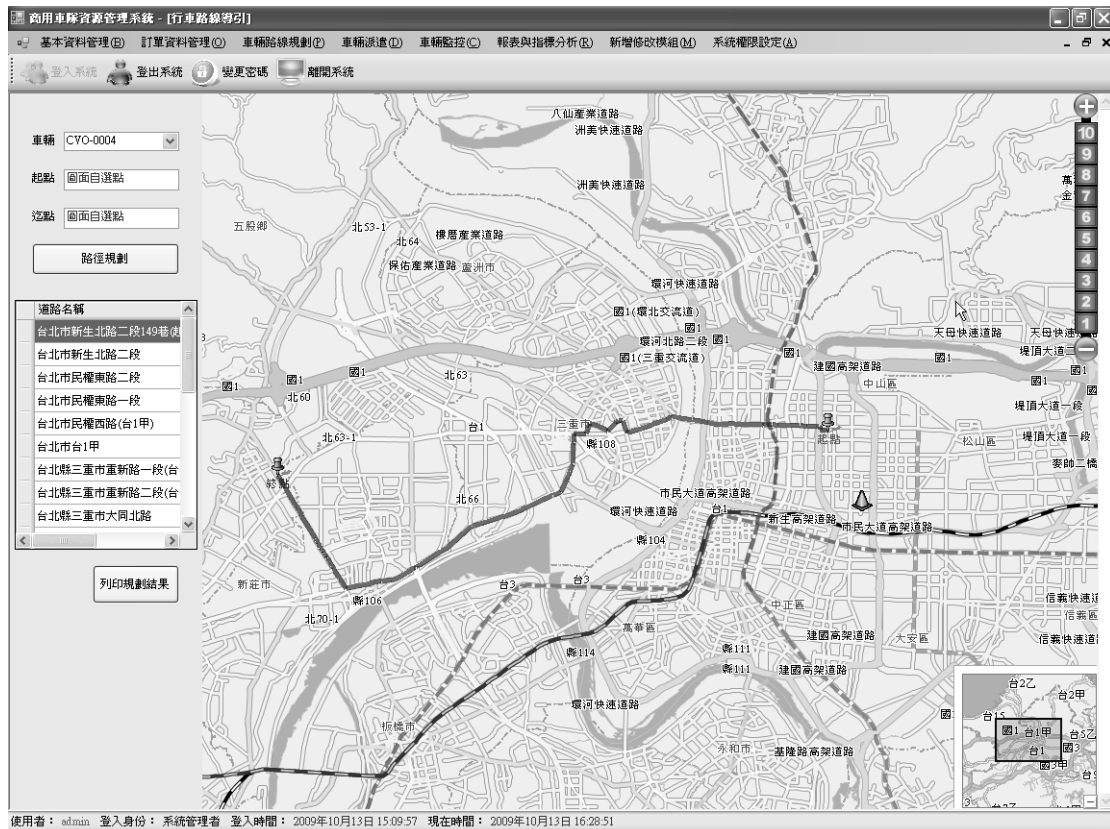 商用車隊資源管理系統 - [行車路線導引]
基本資料管理(B) 訂單資料管理(O) 車輛路線規劃(P) 車輛派遣(D) 車輛監控(C) 報表與指標分析(R) 新增修改模組(M) 系統權限設定(A)
登入系統 登出系統 變更密碼 離開系統
車輛 CVO-0004
起點 圖面自選點
迄點 圖面自選點
路徑規劃
道路名稱
台北市新生北路二段149巷(起
台北市新生北路二段
台北市民權東路二段
台北市民權東路一段
台北市民權西路(台1甲)
台北市台1甲
台北縣三重市重新路一段(台
台北縣三重市重新路二段(台
台北縣三重市大同北路
列印規劃結果
八仙產業道路
洲美快速道路
洲美快速道路
五股鄉
北53-1
北64
樓厝產業道路
保佑產業道路
蘆洲市
環河快速道路
國1(環北交流道)
國1
環河北路二段
國1
國1(三重交流道)
國1
天母快速道路
天母快速
堤頂大道二
國1
國1
建國高架道路
中山區
國1
國1
國1
北60
北63
堤頂大道一段
台1
三重市
縣108
起點
北63-1
松山區
堤頂大道一段
麥帥二橋
終點
北66
市民大道高架道路
環河快速道路
台1
新生高架道路
市民大道高架道路
縣104
新莊市
縣106
台3
台3
北70-1
中正區
信義快速道
信義區
萬華區
建國高架道路
大安區
信義快速道
縣114
縣111
縣111
建國高架道路
環河快速道路
板橋市
永和市
基隆路高架道路
10
9
8
7
6
5
4
3
2
1
台2乙
台2甲
台15
國1
台1甲
台5乙
台1
國3
國3甲
使用者： admin 登入身份： 系統管理者 登入時間： 2009年10月13日 15:09:57 現在時間： 2009年10月13日 16:28:51